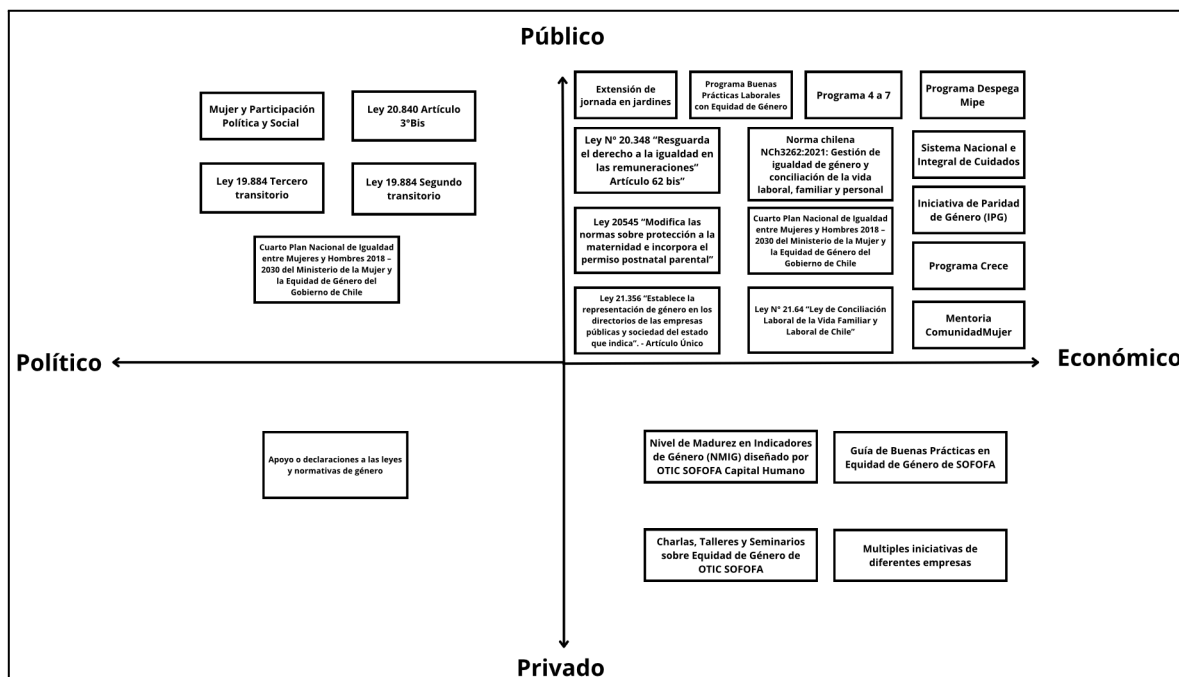 Público
Mujer y Participación
Política y Social
Ley 20.840 Artículo
3°Bis
Ley 19.884 Tercero
transitorio
Ley 19.884 Segundo
transitorio
Cuarto Plan Nacional de Igualdad
entre Mujeres y Hombres 2018 –
2030 del Ministerio de la Mujer y
la Equidad de Género del
Gobierno de Chile
Extensión de
jornada en jardines
Programa Buenas
Prácticas Laborales
con Equidad de Género
Programa 4 a 7
Programa Despega
Mipe
Ley N° 20.348 “Resguarda
el derecho a la igualdad en
las remuneraciones”
Artículo 62 bis”
Norma chilena
NCh3262:2021: Gestión de
igualdad de género y
conciliación de la vida
laboral, familiar y personal
Sistema Nacional e
Integral de Cuidados
Iniciativa de Paridad
de Género (IPG)
Ley 20545 “Modifica las
normas sobre protección a la
maternidad e incorpora el
permiso postnatal parental”
Cuarto Plan Nacional de Igualdad
entre Mujeres y Hombres 2018 –
2030 del Ministerio de la Mujer y
la Equidad de Género del
Gobierno de Chile
Programa Crece
Ley 21.356 “Establece la
representación de género en los
directorios de las empresas
públicas y sociedad del estado
que indica”. - Artículo Único
Ley N° 21.64 “Ley de Conciliación
Laboral de la Vida Familiar y
Laboral de Chile”
Mentoria
ComunidadMujer
Político
Económico
Apoyo o declaraciones a las leyes
y normativas de género
Nivel de Madurez en Indicadores
de Género (NMIG) diseñado por
OTIC SOFOFA Capital Humano
Guía de Buenas Prácticas en
Equidad de Género de SOFOFA
Charlas, Talleres y Seminarios
sobre Equidad de Género de
OTIC SOFOFA
Multiples iniciativas de
diferentes empresas
Privado